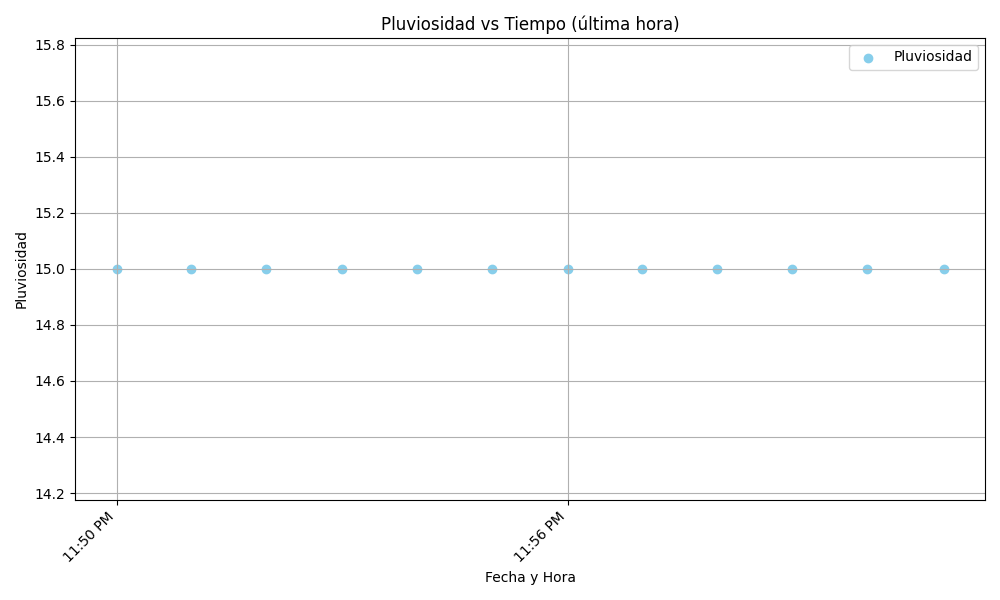 Pluviosidad vs Tiempo (última hora)
Pluviosidad
15.8
15.6
15.4
15.2
15.0
14.8
14.6
14.4
14.2
Pluviosidad
11:50 PM
11:56 PM
Fecha y Hora